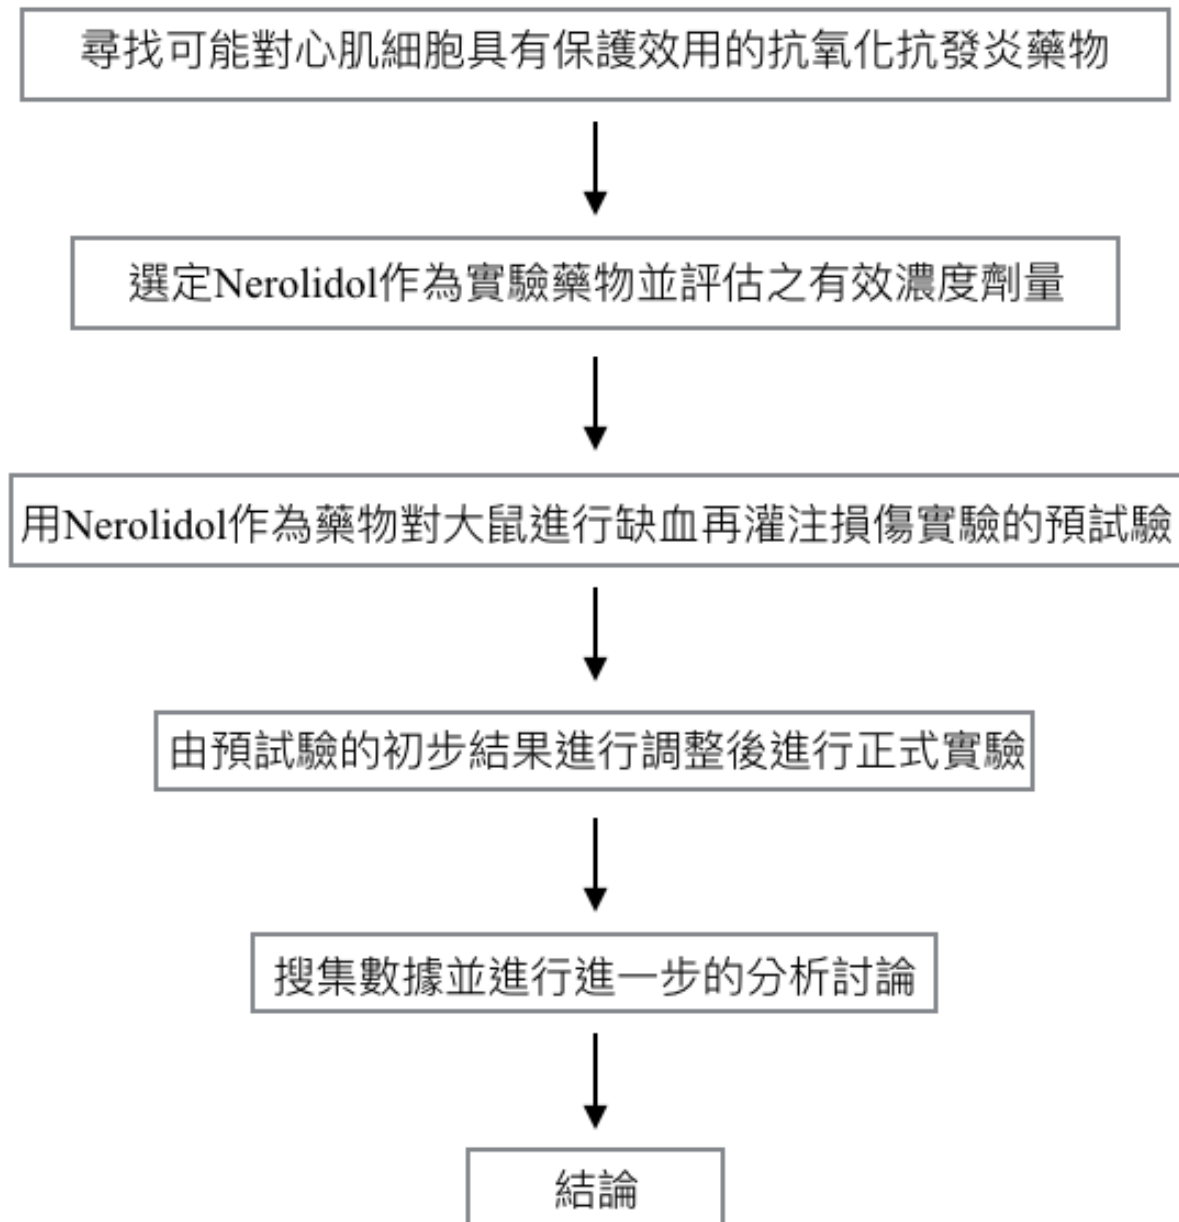 尋找可能對心肌細胞具有保護效用的抗氧化抗發炎藥物
選定Nerolidol作為實驗藥物並評估之有效濃度劑量
用Nerolidol作為藥物對大鼠進行缺血再灌注損傷實驗的預試驗
由預試驗的初步結果進行調整後進行正式實驗
搜集數據並進行進一步的分析討論
結論